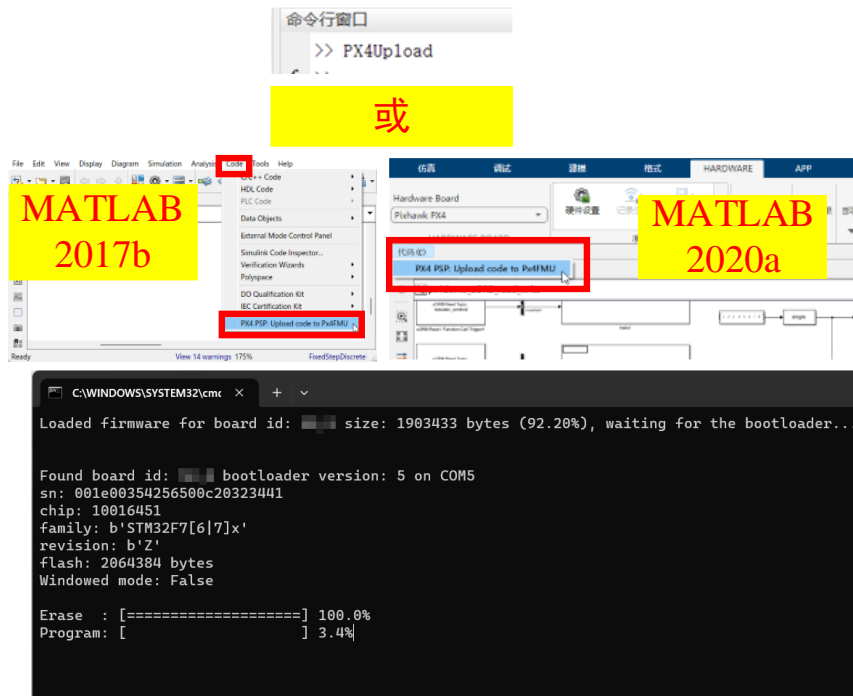 命令行窗口
>> PX4Upload
或
File Edit View Display Diagram Simulation Analysis Code Tools Help
C/C++ Code
HDL Code
PLC Code
Data Objects
External Mode Control Panel
Simulink Code Inspector...
Verification Wizards
Polyspace
DO Qualification Kit
IEC Certification Kit
PX4 PSP: Upload code to Px4FMU
MATLAB
2017b
Ready View 14 warnings 175% FixedStepDiscrete
仿真 调试 建模 格式 HARDWARE APP
Hardware Board
Pixhawk PX4
硬件设置
HARDWARE BOARD
代码(C)
PX4 PSP: Upload code to Px4FMU
MATLAB
2020a
single
C:\WINDOWS\SYSTEM32\cmc
Loaded firmware for board id: size: 1903433 bytes (92.20%), waiting for the bootloader...
Found board id: bootloader version: 5 on COM5
sn: 001e00354256500c20323441
chip: 10016451
family: b'STM32F7[6|7]x'
revision: b'Z'
flash: 2064384 bytes
Windowed mode: False
Erase : [====================] 100.0%
Program: [ ] 3.4%